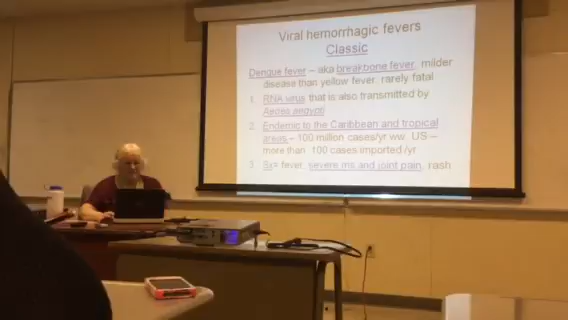 Viral hemorrhagic fevers
Classic
Dengue fever – aka breakbone fever, milder
disease than yellow fever, rarely fatal
1. RNA virus that is also transmitted by
Aedes aegypti
2. Endemic to the Caribbean and tropical
areas – 100 million cases/yr ww. US –
more than 100 cases imported /yr
3. Sx= fever, severe ms and joint pain, rash